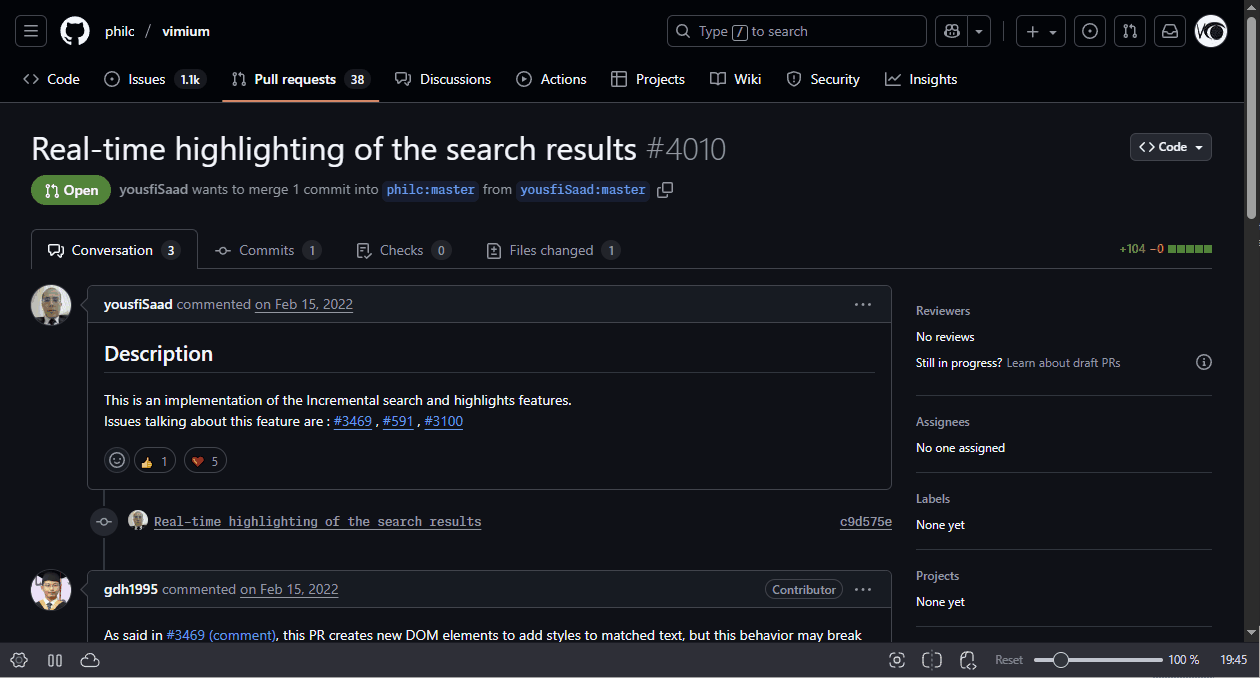 philc / vimium
Type / to search
Code
Issues 1.1k
Pull requests 38
Discussions
Actions
Projects
Wiki
Security
Insights
Real-time highlighting of the search results #4010
Code
Open yousfiSaad wants to merge 1 commit into philc:master from yousfiSaad:master
Conversation 3
Commits 1
Checks 0
Files changed 1
+104 −0
yousfiSaad commented on Feb 15, 2022
Description
This is an implementation of the Incremental search and highlights features.
Issues talking about this feature are : #3469 , #591 , #3100
👍 1 ❤️ 5
Real-time highlighting of the search results c9d575e
gdh1995 commented on Feb 15, 2022 Contributor
As said in #3469 (comment), this PR creates new DOM elements to add styles to matched text, but this behavior may break
Reviewers
No reviews
Still in progress? Learn about draft PRs
Assignees
No one assigned
Labels
None yet
Projects
None yet
Reset 100 % 19:45